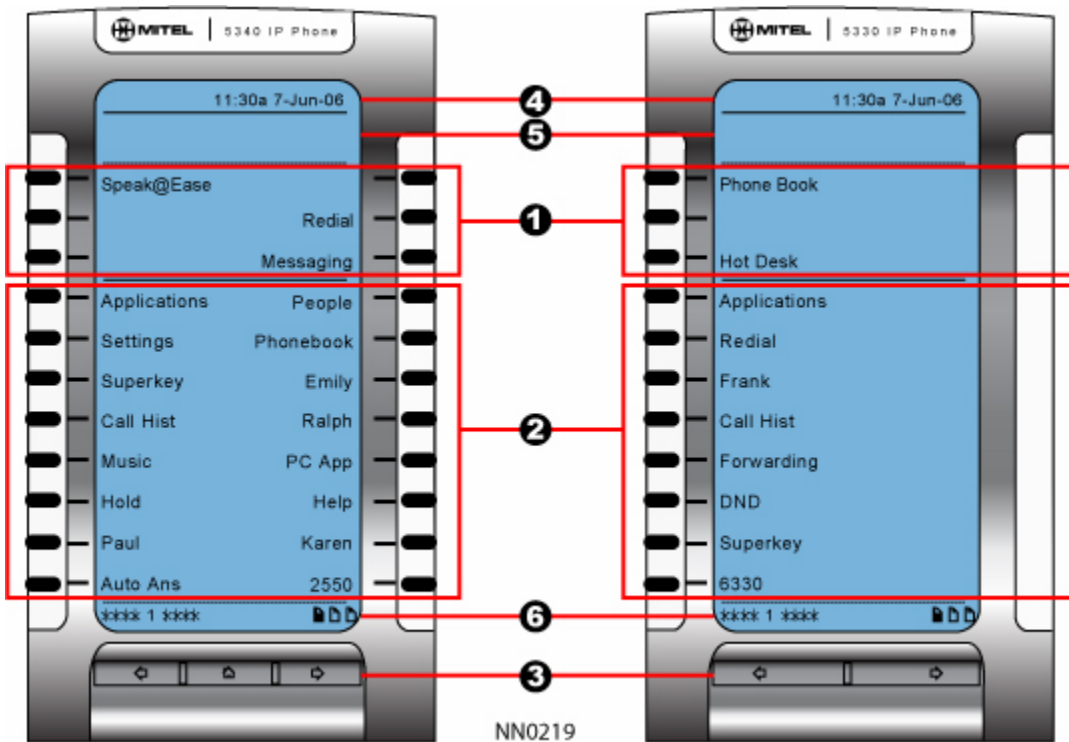 MITEL | 5340 IP Phone
11:30a 7-Jun-06
Speak@Ease
Redial
Messaging
Applications People
Settings Phonebook
Superkey Emily
Call Hist Ralph
Music PC App
Hold Help
Paul Karen
Auto Ans 2550
**** 1 ****
4
5
1
2
6
3
NN0219
MITEL | 5330 IP Phone
11:30a 7-Jun-06
Phone Book
Hot Desk
Applications
Redial
Frank
Call Hist
Forwarding
DND
Superkey
6330
**** 1 ****